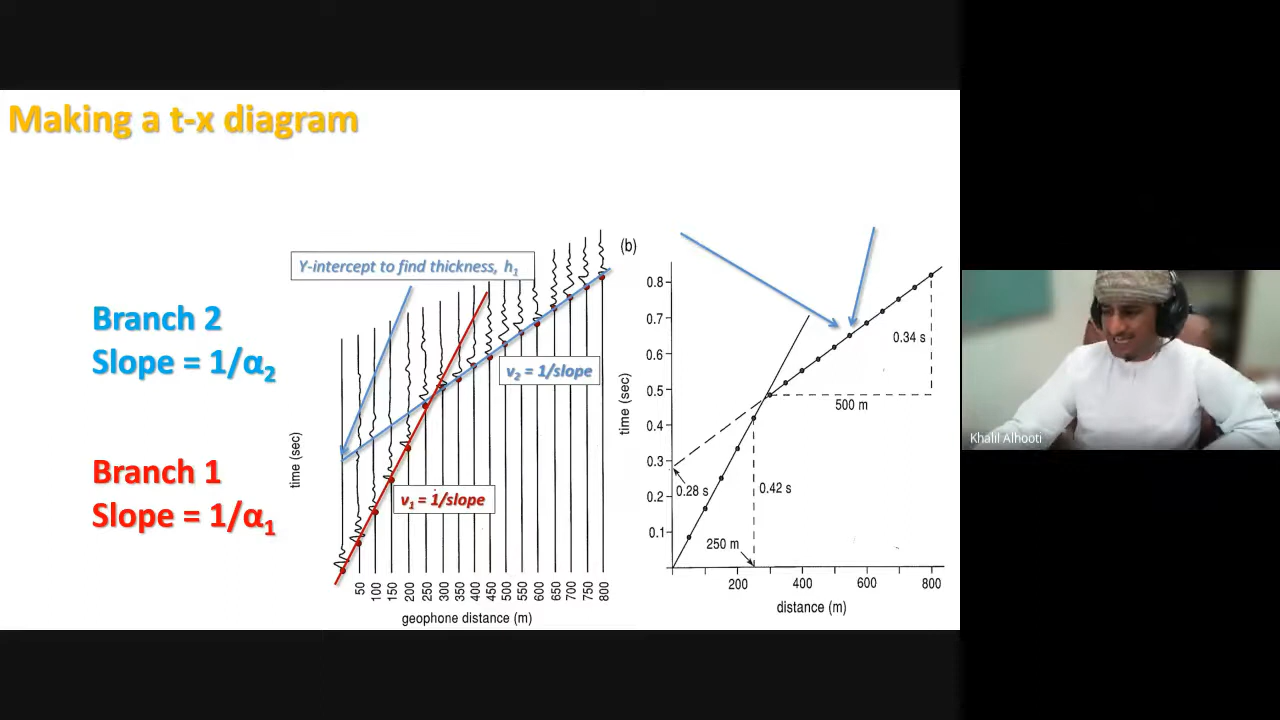 Making a t-x diagram
Y-intercept to find thickness, h1
Branch 2
Slope = 1/α2
Branch 1
Slope = 1/α1
v2 = 1/slope
v1 = 1/slope
time (sec)
50 100 150 200 250 300 350 400 450 500 550 600 650 700 750 800
geophone distance (m)
(b)
time (sec)
0.8
0.7
0.6
0.5
0.4
0.3
0.2
0.1
0.34 s
500 m
0.28 s
0.42 s
250 m
200 400 600 800
distance (m)
Khalil Alhooti